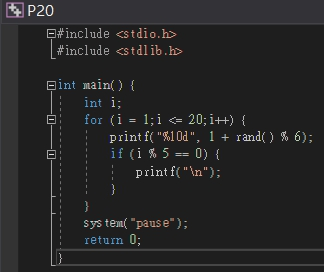 P20
#include <stdio.h>
#include <stdlib.h>
int main() {
int i;
for (i = 1;i <= 20;i++) {
printf("%10d", 1 + rand() % 6);
if (i % 5 == 0) {
printf("\n");
}
}
system("pause");
return 0;
}